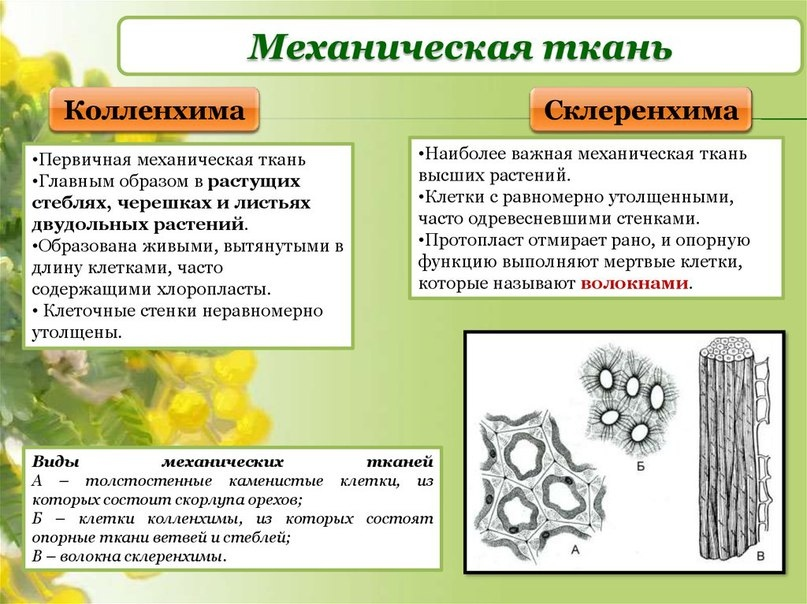 Механическая ткань
Колленхима
•Первичная механическая ткань
•Главным образом в растущих
стеблях, черешках и листьях
двудольных растений.
•Образована живыми, вытянутыми в
длину клетками, часто
содержащими хлоропласты.
• Клеточные стенки неравномерно
утолщены.
Склеренхима
•Наиболее важная механическая ткань
высших растений.
•Клетки с равномерно утолщенными,
часто одревесневшими стенками.
•Протопласт отмирает рано, и опорную
функцию выполняют мертвые клетки,
которые называют волокнами.
Виды механических тканей
А – толстостенные каменистые клетки, из
которых состоит скорлупа орехов;
Б – клетки колленхимы, из которых состоят
опорные ткани ветвей и стеблей;
В – волокна склеренхимы.
А
Б
В